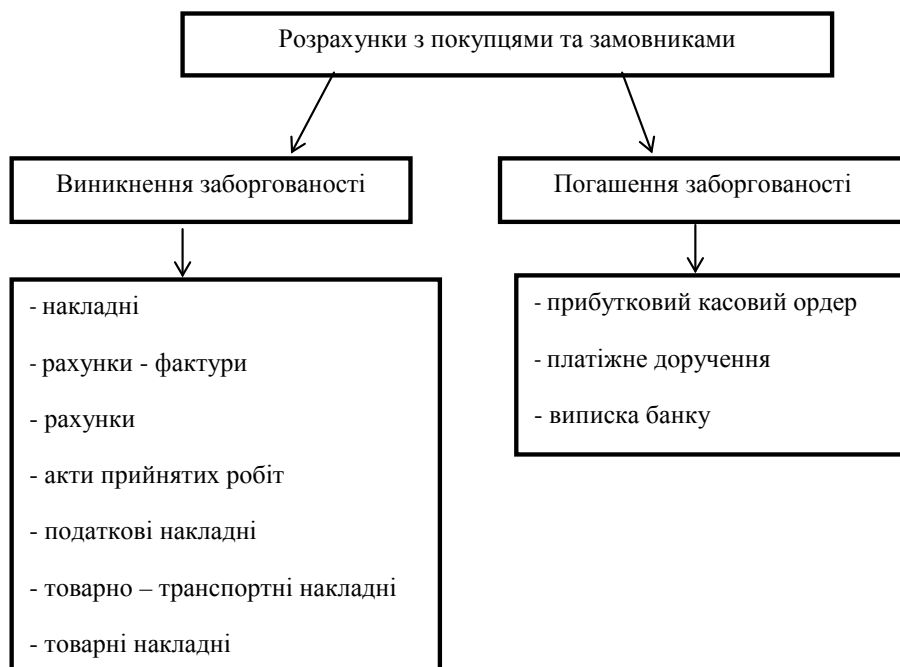 Розрахунки з покупцями та замовниками
Виникнення заборгованості
Погашення заборгованості
- накладні
- рахунки - фактури
- рахунки
- акти прийнятих робіт
- податкові накладні
- товарно – транспортні накладні
- товарні накладні
- прибутковий касовий ордер
- платіжне доручення
- виписка банку